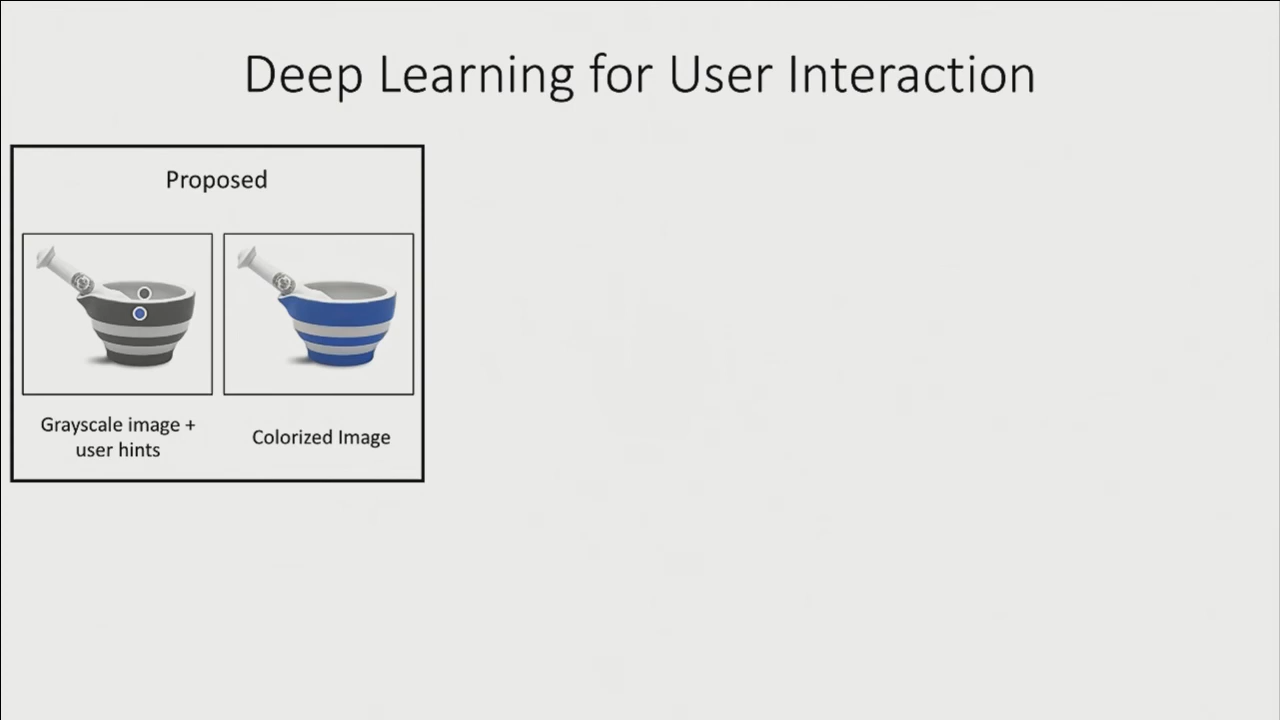 Deep Learning for User Interaction
Proposed
Grayscale image +
user hints
Colorized Image